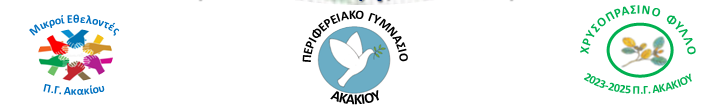 Μικροί Εθελοντές
Π.Γ. Ακακίου
ΠΕΡΙΦΕΡΕΙΑΚΟ ΓΥΜΝΑΣΙΟ
ΑΚΑΚΙΟΥ
ΧΡΥΣΟΠΡΑΣΙΝΟ ΦΥΛΛΟ
2023-2025 Π.Γ. ΑΚΑΚΙΟΥ